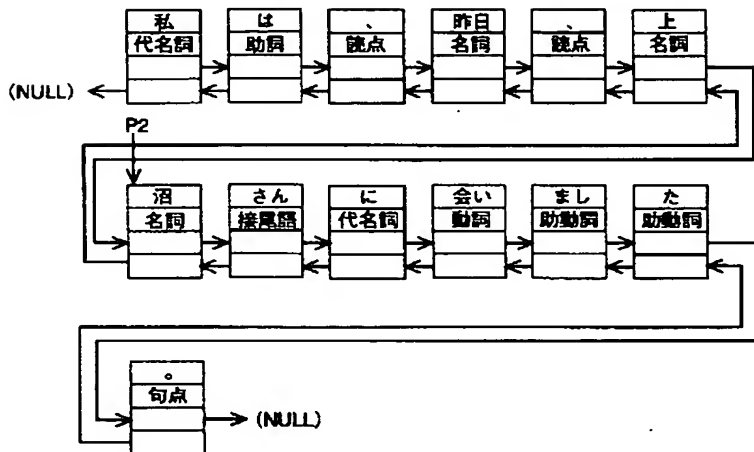 私 は 、 昨日 、 上
代名詞 助詞 読点 名詞 読点 名詞
(NULL)
P2
沼 さん に 会い まし た
名詞 接尾語 代名詞 動詞 助動詞 助動詞
。
句点
(NULL)